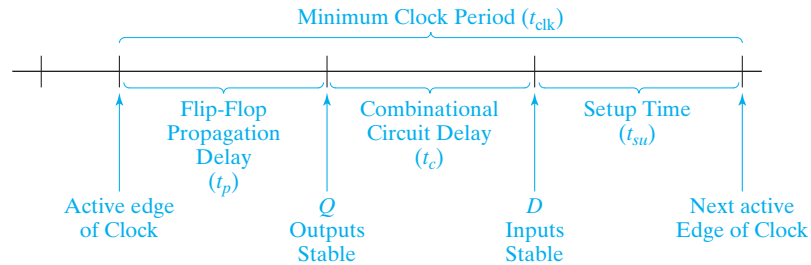 Minimum Clock Period (t_clk)
Flip-Flop
Propagation
Delay
(t_p)
Combinational
Circuit Delay
(t_c)
Setup Time
(t_su)
Active edge
of Clock
Q
Outputs
Stable
D
Inputs
Stable
Next active
Edge of Clock